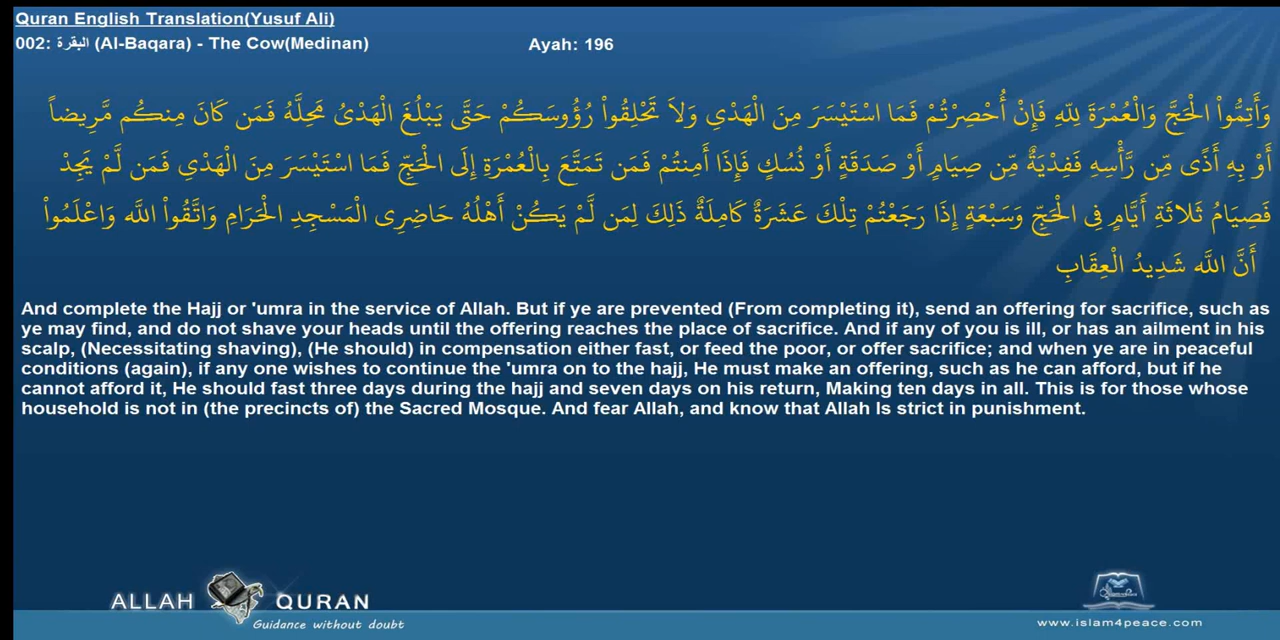 Quran English Translation(Yusuf Ali)
002: البقرة (Al-Baqara) - The Cow(Medinan)
Ayah: 196
وَأَتِمُّواْ الْحَجَّ وَالْعُمْرَةَ لِلّهِ فَإِنْ أُحْصِرْتُمْ فَمَا اسْتَيْسَرَ مِنَ الْهَدْيِ وَلاَ تَحْلِقُواْ رُؤُوسَكُمْ حَتَّى يَبْلُغَ الْهَدْيُ مَحِلَّهُ فَمَن كَانَ مِنكُم مَّرِيضاً
أَوْ بِهِ أَذًى مِّن رَّأْسِهِ فَفِدْيَةٌ مِّن صِيَامٍ أَوْ صَدَقَةٍ أَوْ نُسُكٍ فَإِذَا أَمِنتُمْ فَمَن تَمَتَّعَ بِالْعُمْرَةِ إِلَى الْحَجِّ فَمَا اسْتَيْسَرَ مِنَ الْهَدْيِ فَمَن لَّمْ يَجِدْ
فَصِيَامُ ثَلاثَةِ أَيَّامٍ فِي الْحَجِّ وَسَبْعَةٍ إِذَا رَجَعْتُمْ تِلْكَ عَشَرَةٌ كَامِلَةٌ ذَلِكَ لِمَن لَّمْ يَكُنْ أَهْلُهُ حَاضِرِي الْمَسْجِدِ الْحَرَامِ وَاتَّقُواْ اللّه وَاعْلَمُواْ
أَنَّ اللّه شَدِيدُ الْعِقَابِ
And complete the Hajj or 'umra in the service of Allah. But if ye are prevented (From completing it), send an offering for sacrifice, such as
ye may find, and do not shave your heads until the offering reaches the place of sacrifice. And if any of you is ill, or has an ailment in his
scalp, (Necessitating shaving), (He should) in compensation either fast, or feed the poor, or offer sacrifice; and when ye are in peaceful
conditions (again), if any one wishes to continue the 'umra on to the hajj, He must make an offering, such as he can afford, but if he
cannot afford it, He should fast three days during the hajj and seven days on his return, Making ten days in all. This is for those whose
household is not in (the precincts of) the Sacred Mosque. And fear Allah, and know that Allah Is strict in punishment.
ALLAH QURAN
Guidance without doubt
www.islam4peace.com